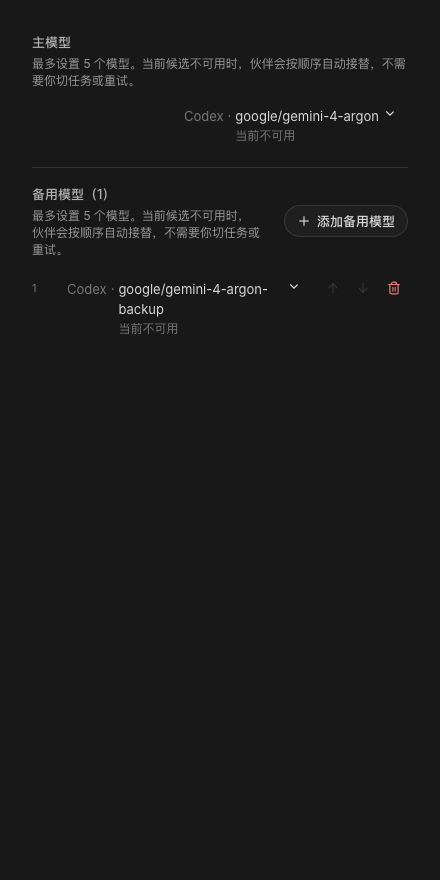 主模型
最多设置 5 个模型。当前候选不可用时，伙伴会按顺序自动接替，不需
要你切任务或重试。
Codex · google/gemini-4-argon
当前不可用
备用模型（1）
最多设置 5 个模型。当前候选不可用时，
伙伴会按顺序自动接替，不需要你切任务或
重试。
添加备用模型
1 Codex · google/gemini-4-argon-
backup
当前不可用